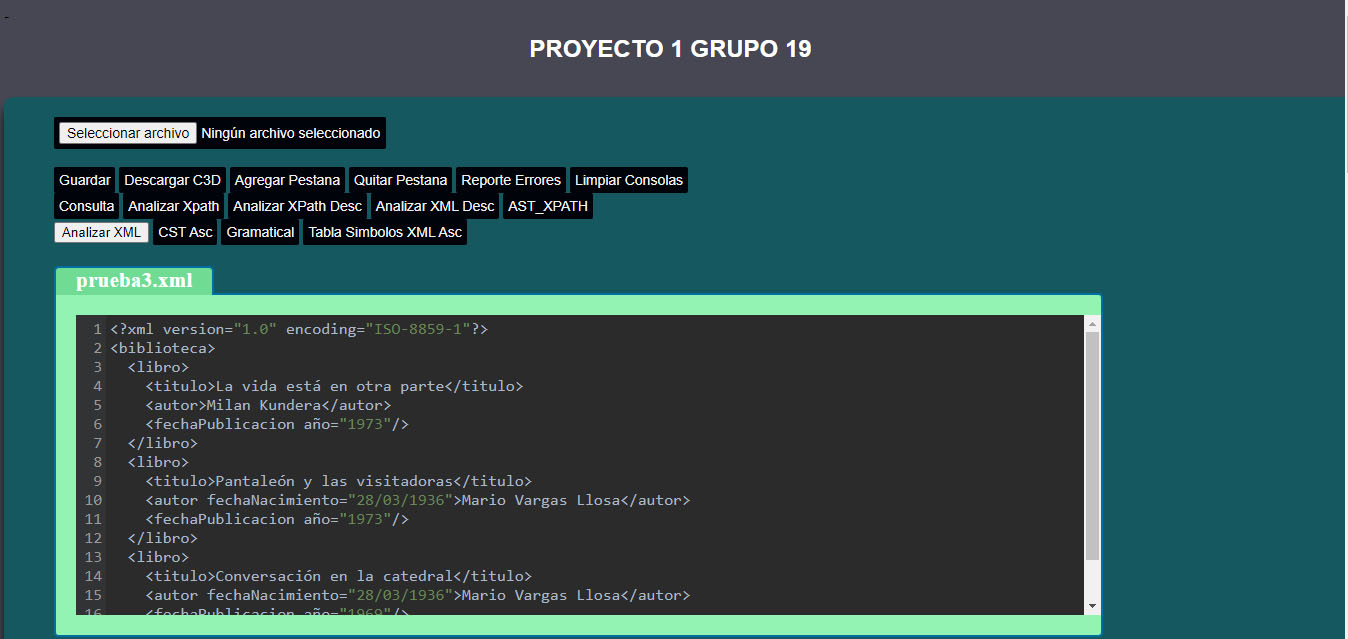 -
PROYECTO 1 GRUPO 19
Seleccionar archivo Ningún archivo seleccionado
Guardar Descargar C3D Agregar Pestana Quitar Pestana Reporte Errores Limpiar Consolas
Consulta Analizar Xpath Analizar XPath Desc Analizar XML Desc AST_XPATH
Analizar XML CST Asc Gramatical Tabla Simbolos XML Asc
prueba3.xml
1 <?xml version="1.0" encoding="ISO-8859-1"?>
2 <biblioteca>
3   <libro>
4     <titulo>La vida está en otra parte</titulo>
5     <autor>Milan Kundera</autor>
6     <fechaPublicacion año="1973"/>
7   </libro>
8   <libro>
9     <titulo>Pantaleón y las visitadoras</titulo>
10     <autor fechaNacimiento="28/03/1936">Mario Vargas Llosa</autor>
11     <fechaPublicacion año="1973"/>
12   </libro>
13   <libro>
14     <titulo>Conversación en la catedral</titulo>
15     <autor fechaNacimiento="28/03/1936">Mario Vargas Llosa</autor>
16     <fechaPublicacion año="1969"/>